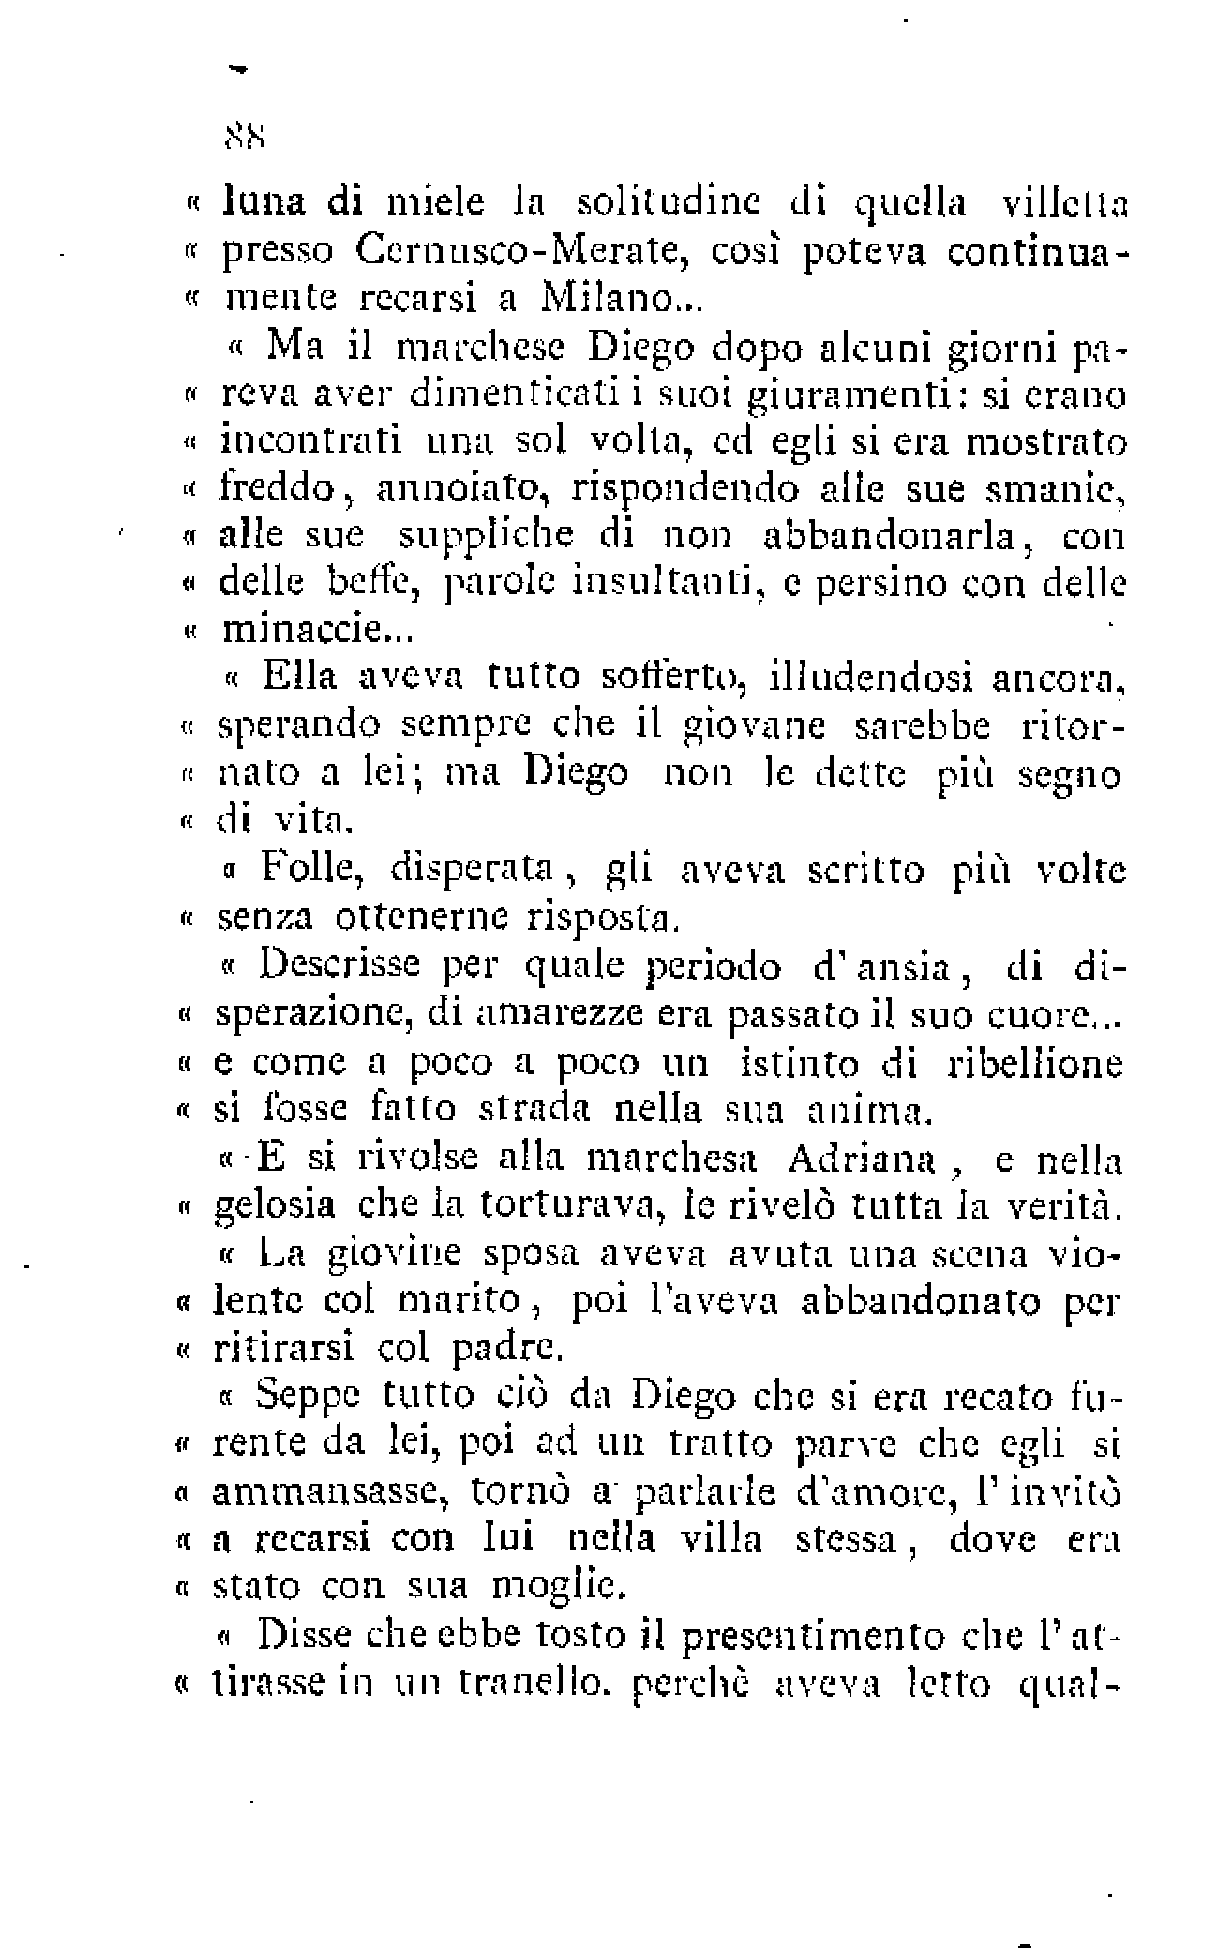 88
« luna di miele la solitudine di quella villetta
« presso Cernusco-Merate, così poteva continua-
« mente recarsi a Milano...
« Ma il marchese Diego dopo alcuni giorni pa-
« reva aver dimenticati i suoi giuramenti: si erano
« incontrati una sol volta, ed egli si era mostrato
« freddo, annoiato, rispondendo alle sue smanie,
« alle sue suppliche di non abbandonarla, con
« delle beffe, parole insultanti, e persino con delle
« minaccie...
« Ella aveva tutto sofferto, illudendosi ancora,
« sperando sempre che il giovane sarebbe ritor-
« nato a lei; ma Diego non le dette più segno
« di vita.
« Folle, disperata, gli aveva scritto più volte
« senza ottenerne risposta.
« Descrisse per quale periodo d'ansia, di di-
« sperazione, di amarezze era passato il suo cuore...
« e come a poco a poco un istinto di ribellione
« si fosse fatto strada nella sua anima.
« E si rivolse alla marchesa Adriana, e nella
« gelosia che la torturava, le rivelò tutta la verità.
« La giovine sposa aveva avuta una scena vio-
« lente col marito, poi l'aveva abbandonato per
« ritirarsi col padre.
« Seppe tutto ciò da Diego che si era recato fu-
« rente da lei, poi ad un tratto parve che egli si
« ammansasse, tornò a parlarle d'amore, l'invitò
« a recarsi con lui nella villa stessa, dove era
« stato con sua moglie.
« Disse che ebbe tosto il presentimento che l'at-
« tirasse in un tranello. perchè aveva letto qual-